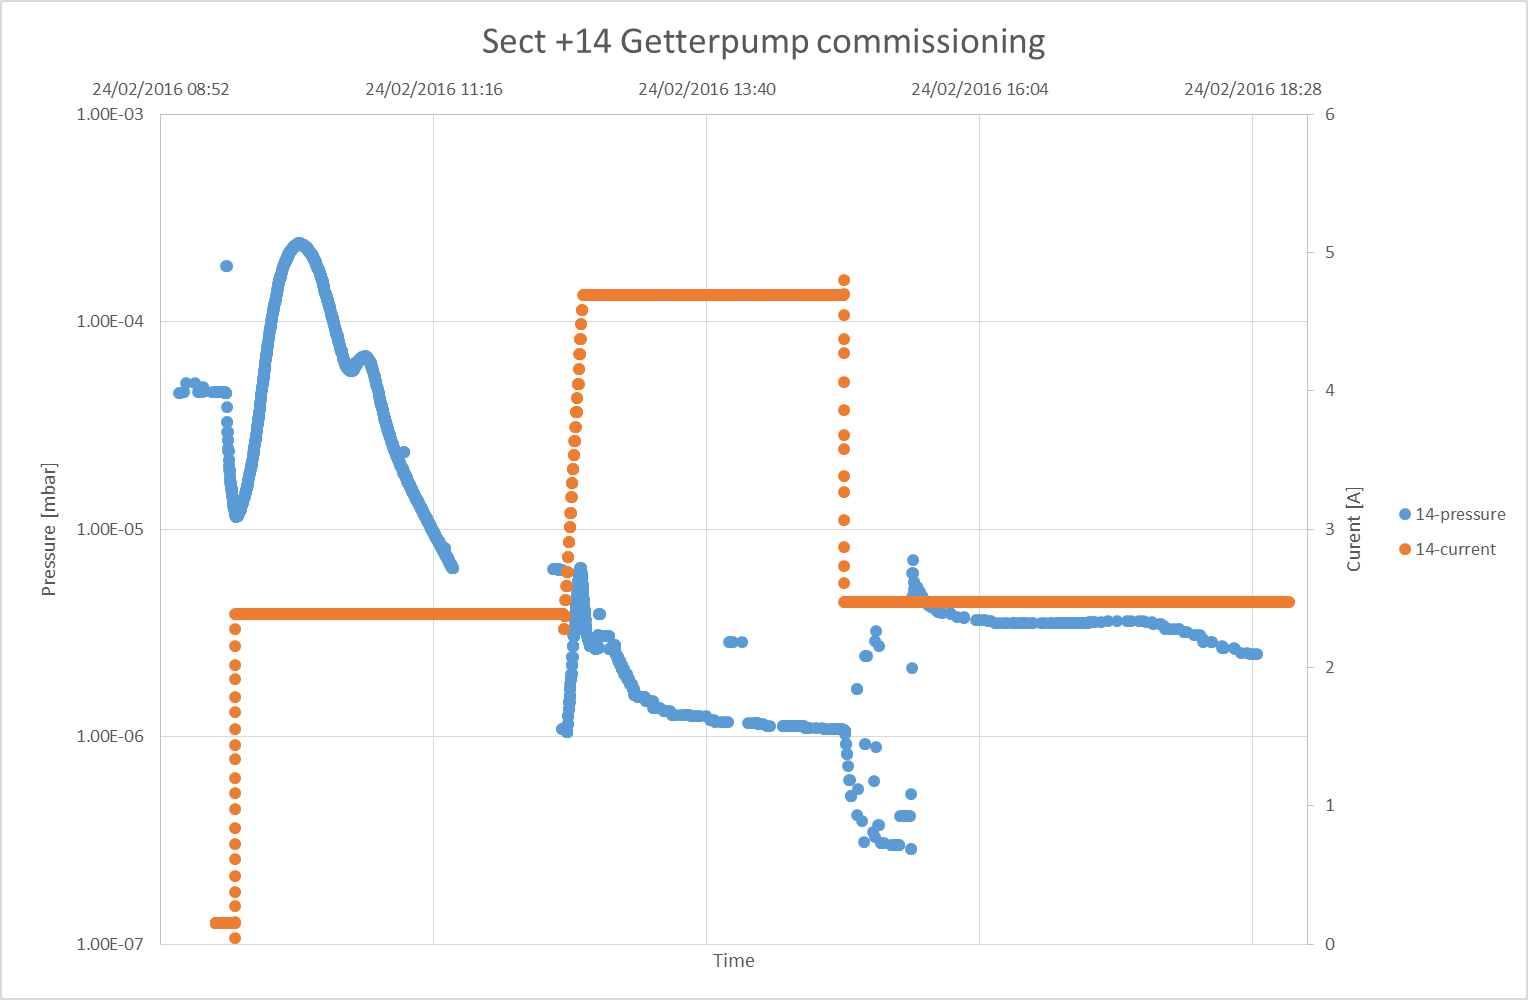 Sect +14 Getterpump commissioning
24/02/2016 08:52
24/02/2016 11:16
24/02/2016 13:40
24/02/2016 16:04
24/02/2016 18:28
1.00E-03
1.00E-04
1.00E-05
1.00E-06
1.00E-07
Pressure [mbar]
6
5
4
3
2
1
0
Curent [A]
Time
14-pressure
14-current